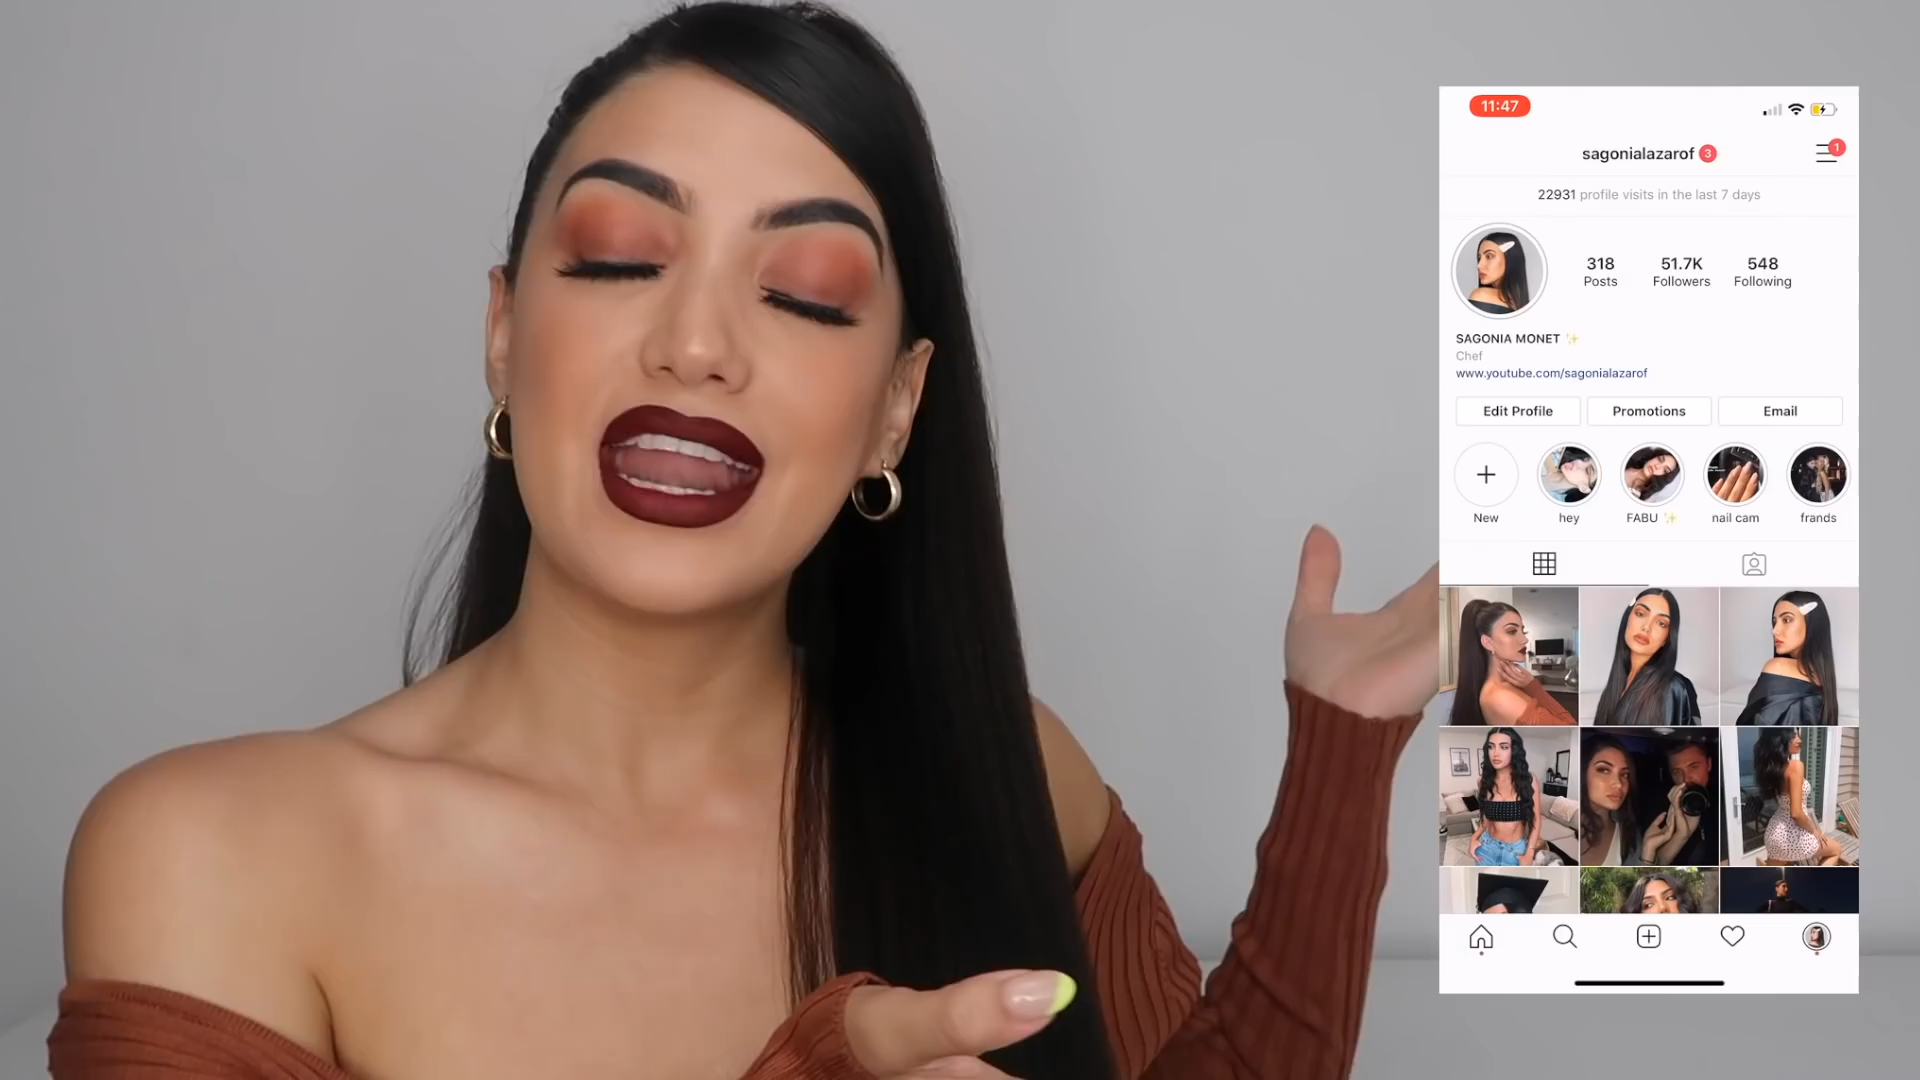 11:47
sagonialazarof 3
1
22931 profile visits in the last 7 days
318 51.7K 548
Posts Followers Following
SAGONIA MONET ✨
Chef
www.youtube.com/sagonialazarof
Edit Profile Promotions Email
New hey FABU ✨ nail cam frands